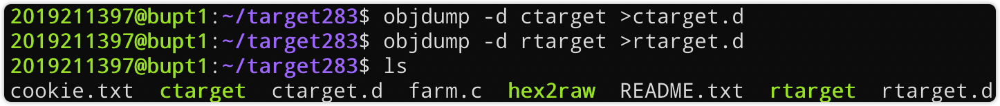 2019211397@bupt1:~/target283$ objdump -d ctarget >ctarget.d
2019211397@bupt1:~/target283$ objdump -d rtarget >rtarget.d
2019211397@bupt1:~/target283$ ls
cookie.txt  ctarget  ctarget.d  farm.c  hex2raw  README.txt  rtarget  rtarget.d